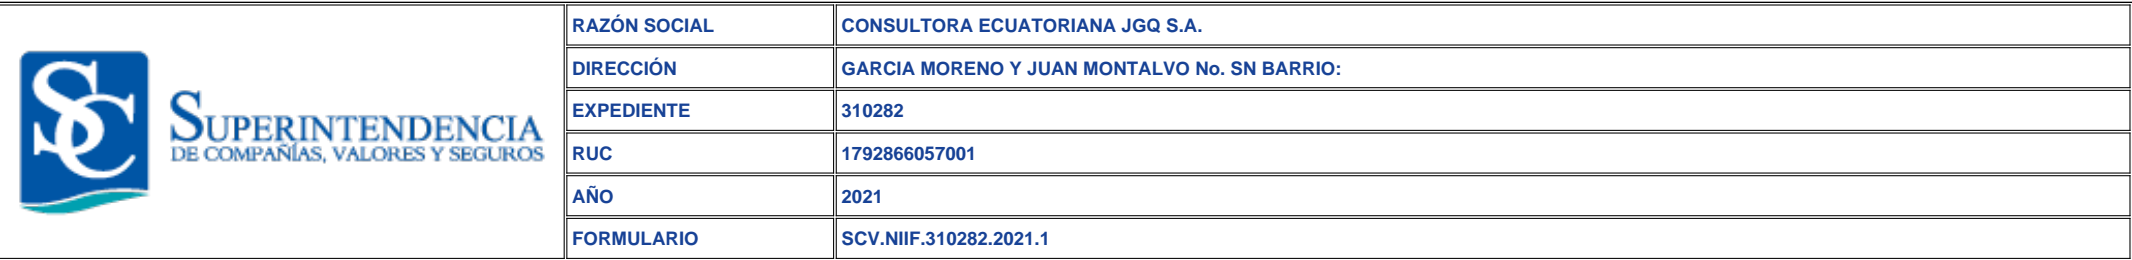 SC
SUPERINTENDENCIA
DE COMPAÑÍAS, VALORES Y SEGUROS
RAZÓN SOCIAL CONSULTORA ECUATORIANA JGQ S.A.
DIRECCIÓN GARCIA MORENO Y JUAN MONTALVO No. SN BARRIO:
EXPEDIENTE 310282
RUC 1792866057001
AÑO 2021
FORMULARIO SCV.NIIF.310282.2021.1